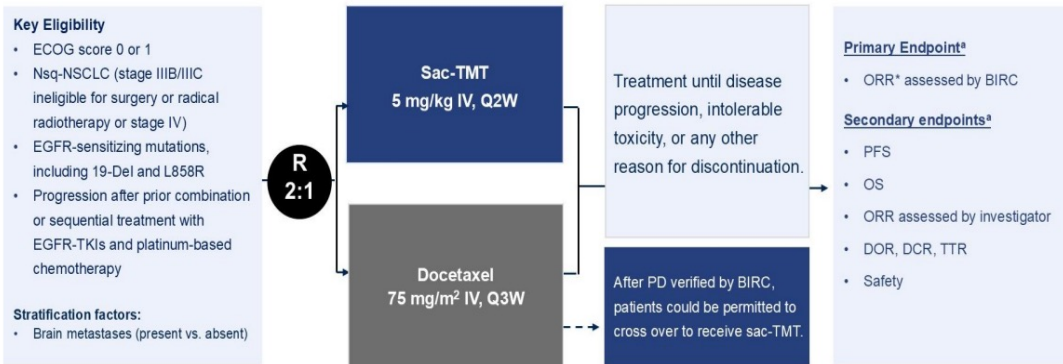 Key Eligibility
• ECOG score 0 or 1
• Nsq-NSCLC (stage IIIB/IIIC
ineligible for surgery or radical
radiotherapy or stage IV)
• EGFR-sensitizing mutations,
including 19-Del and L858R
• Progression after prior combination
or sequential treatment with
EGFR-TKIs and platinum-based
chemotherapy
Stratification factors:
• Brain metastases (present vs. absent)
R
2:1
Sac-TMT
5 mg/kg IV, Q2W
Docetaxel
75 mg/m² IV, Q3W
Treatment until disease
progression, intolerable
toxicity, or any other
reason for discontinuation.
After PD verified by BIRC,
patients could be permitted to
cross over to receive sac-TMT.
Primary Endpointᵃ
• ORR* assessed by BIRC
Secondary endpointsᵃ
• PFS
• OS
• ORR assessed by investigator
• DOR, DCR, TTR
• Safety